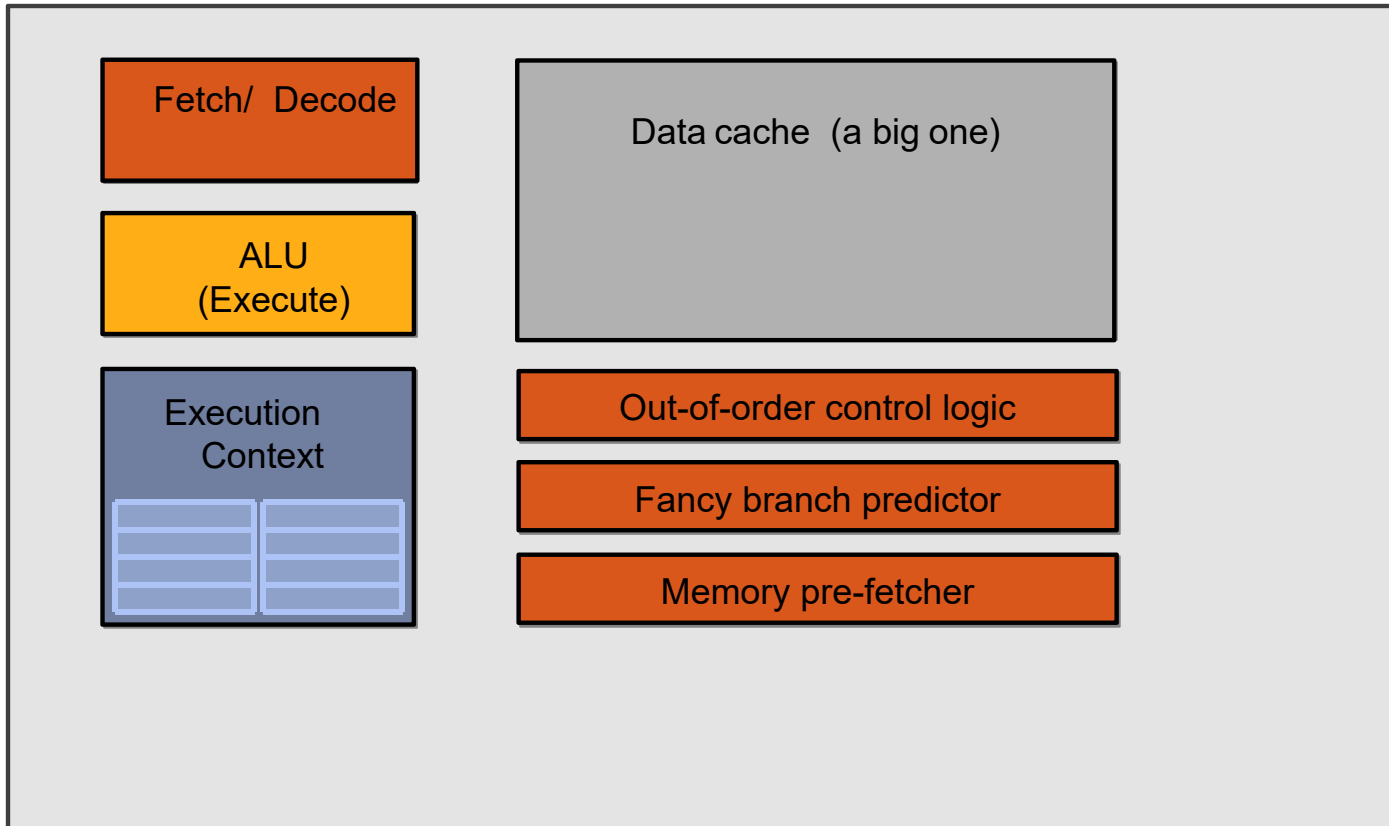 Fetch/ Decode
ALU
(Execute)
Execution
Context
Data cache (a big one)
Out-of-order control logic
Fancy branch predictor
Memory pre-fetcher